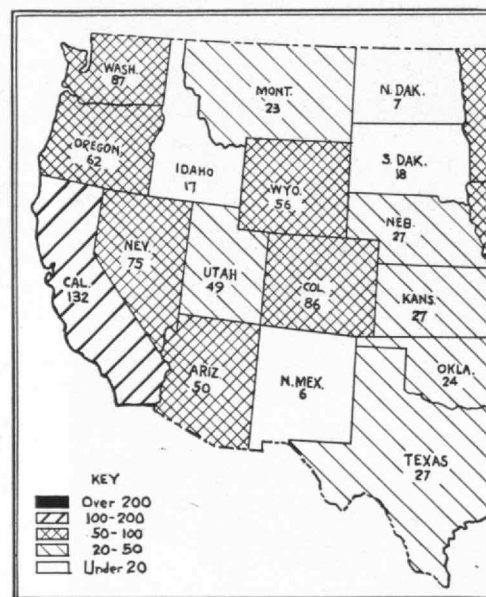 WASH.
87
MONT.
23
N. DAK.
7
OREGON
62
IDAHO
17
S. DAK.
18
WYO.
56
NEV.
75
UTAH
49
NEB.
27
CAL.
132
COL.
86
KANS.
27
ARIZ.
50
N.MEX.
6
OKLA.
24
TEXAS
27
KEY
Over 200
100-200
50-100
20-50
Under 20